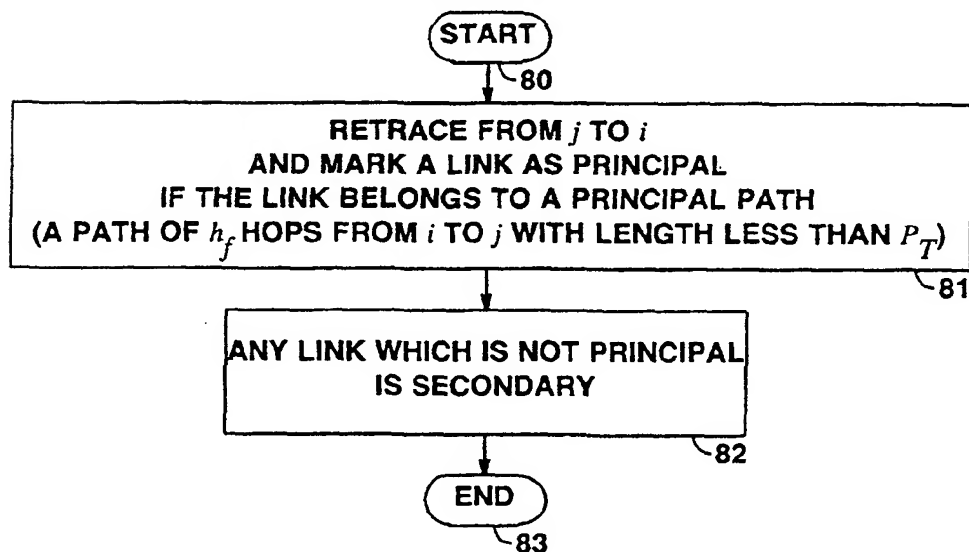 START
80
RETRACE FROM j TO i
AND MARK A LINK AS PRINCIPAL
IF THE LINK BELONGS TO A PRINCIPAL PATH
(A PATH OF h_f HOPS FROM i TO j WITH LENGTH LESS THAN P_T)
81
ANY LINK WHICH IS NOT PRINCIPAL
IS SECONDARY
82
END
83